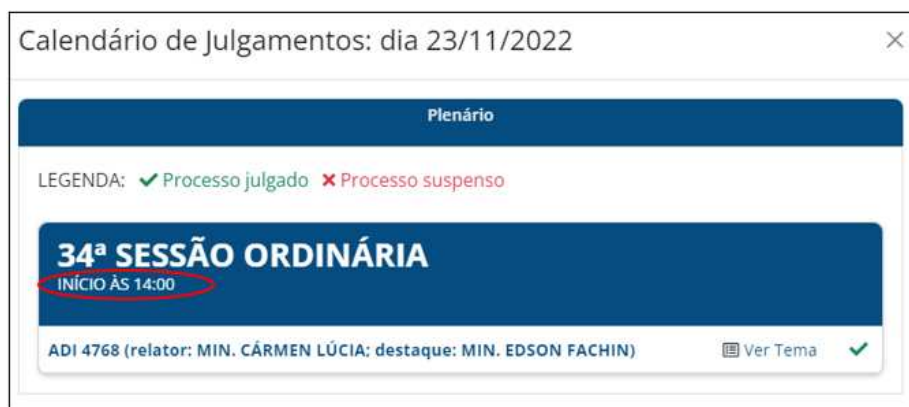 Calendário de Julgamentos: dia 23/11/2022
Plenário
LEGENDA: Processo julgado Processo suspenso
34ª SESSÃO ORDINÁRIA
INÍCIO ÀS 14:00
ADI 4768 (relator: MIN. CÁRMEN LÚCIA; destaque: MIN. EDSON FACHIN) Ver Tema